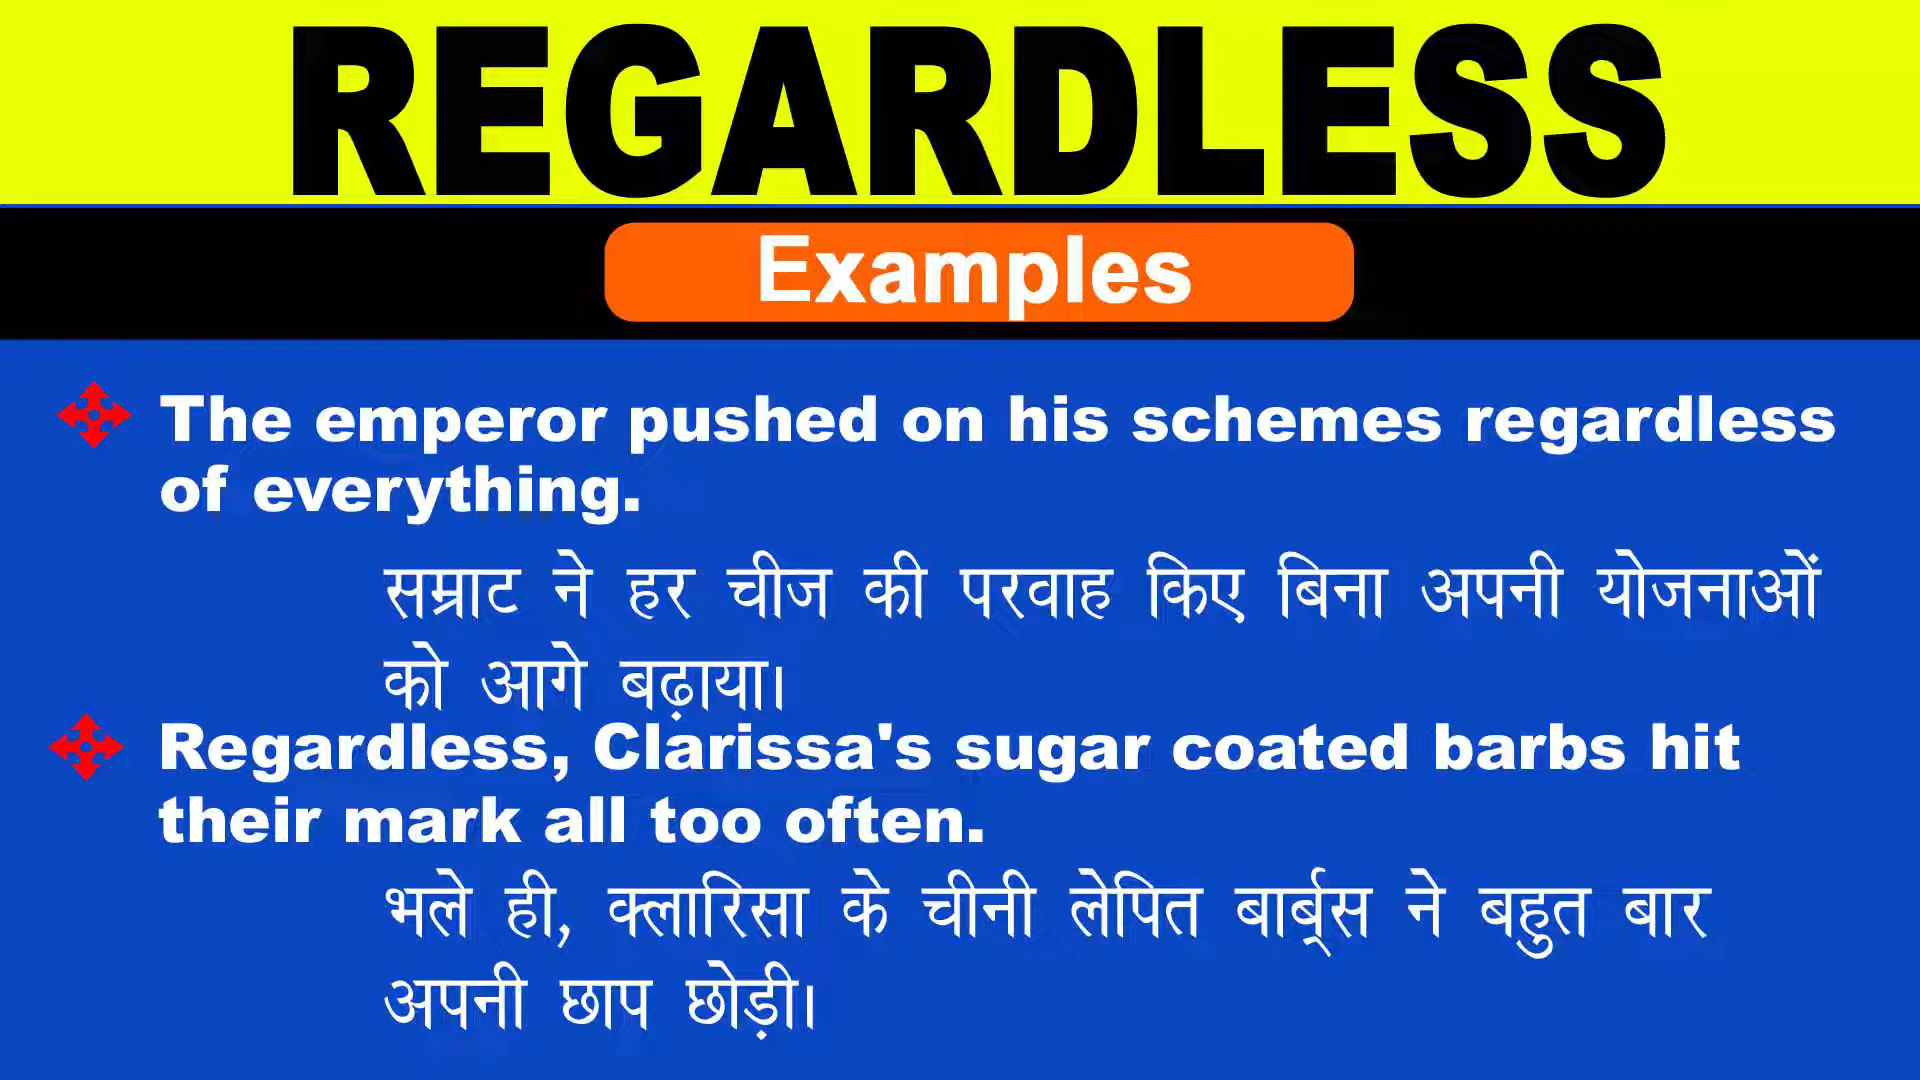 REGARDLESS
Examples
The emperor pushed on his schemes regardless
of everything.
सम्राट ने हर चीज की परवाह किए बिना अपनी योजनाओं
को आगे बढ़ाया।
Regardless, Clarissa's sugar coated barbs hit
their mark all too often.
भले ही, क्लारिसा के चीनी लेपित बार्ब्स ने बहुत बार
अपनी छाप छोड़ी।